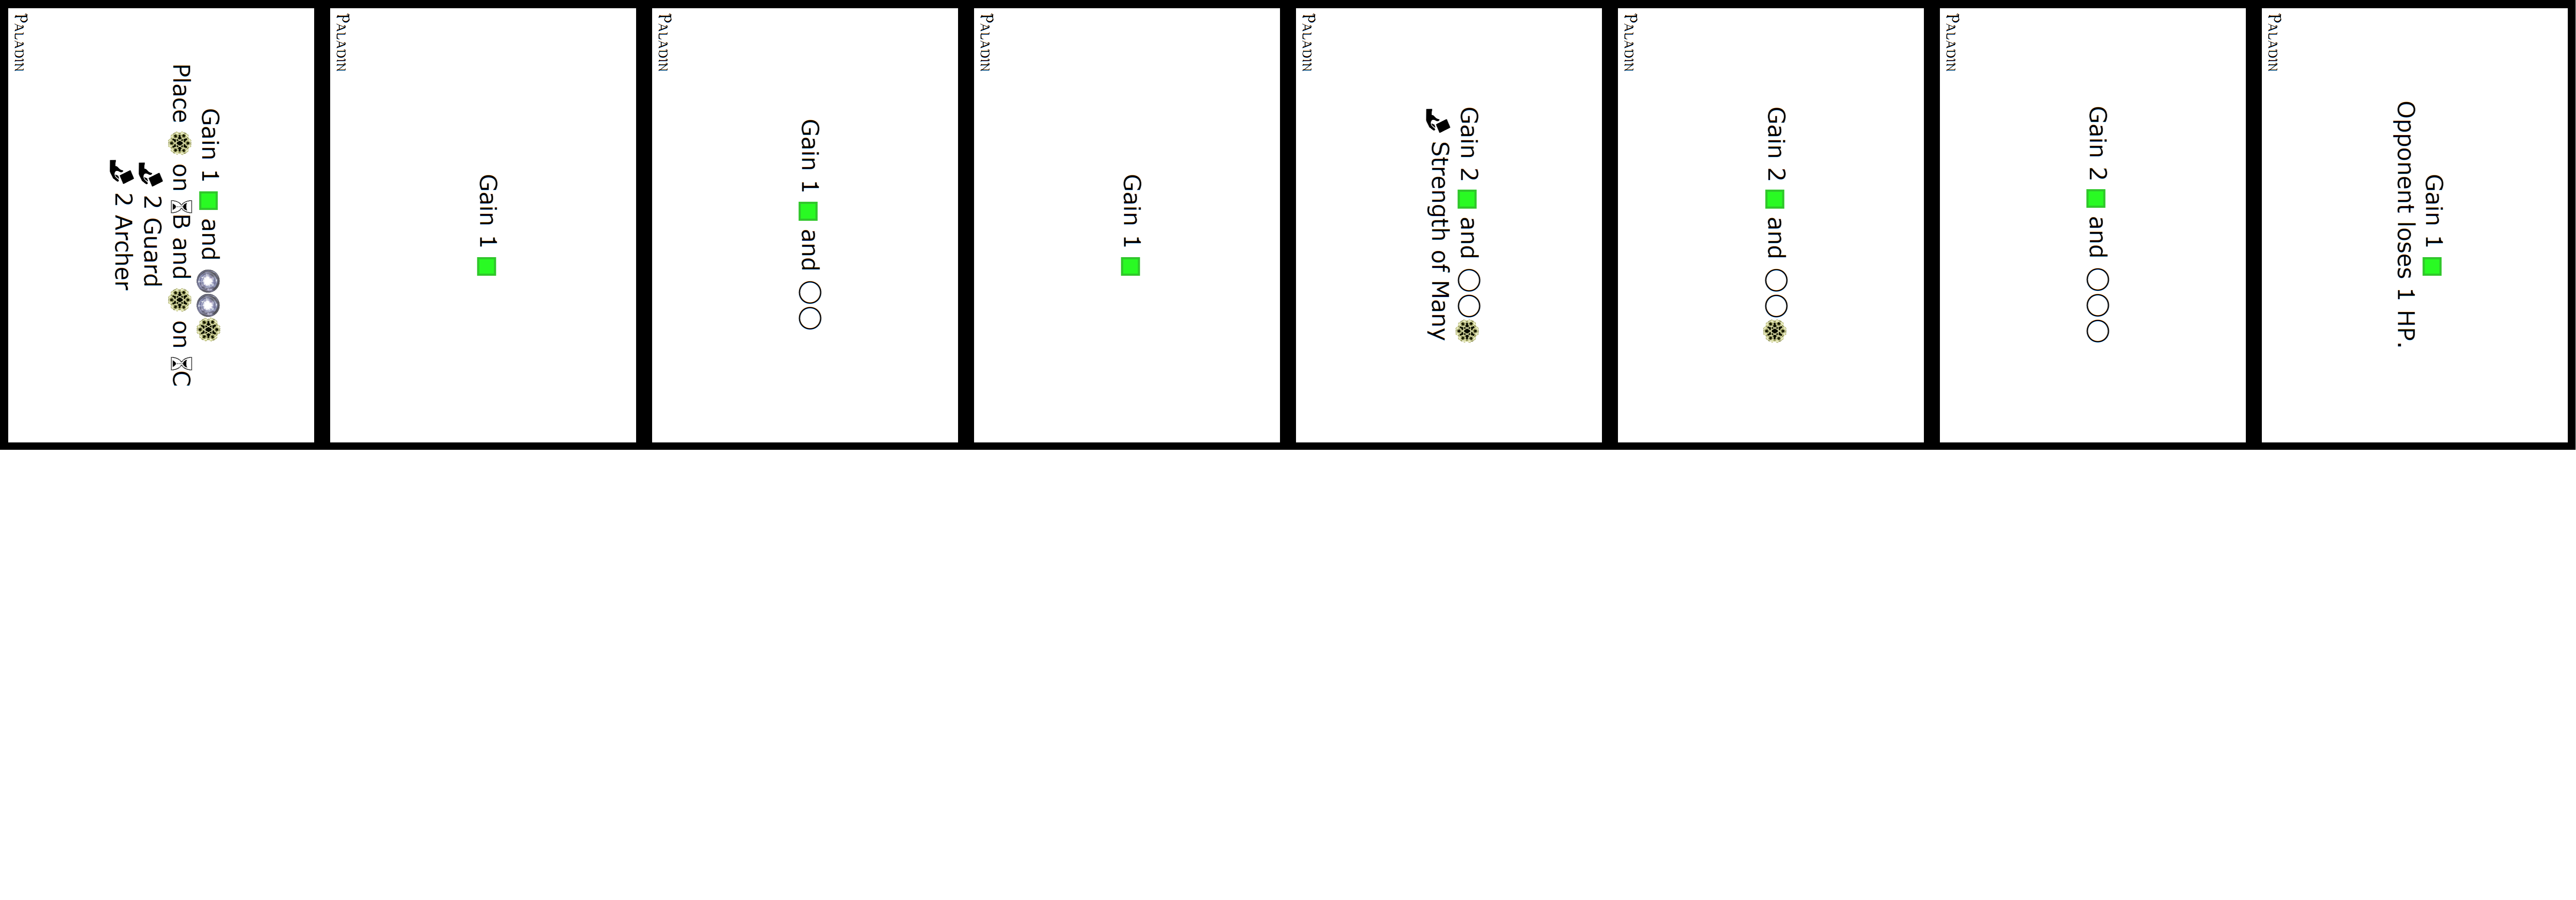 PALADIN
Gain 1 and
Place on B and on C
2 Guard
2 Archer
PALADIN
Gain 1
PALADIN
Gain 1 and
PALADIN
Gain 1
PALADIN
Gain 2 and
Strength of Many
PALADIN
Gain 2 and
PALADIN
Gain 2 and
PALADIN
Gain 1
Opponent loses 1 HP.